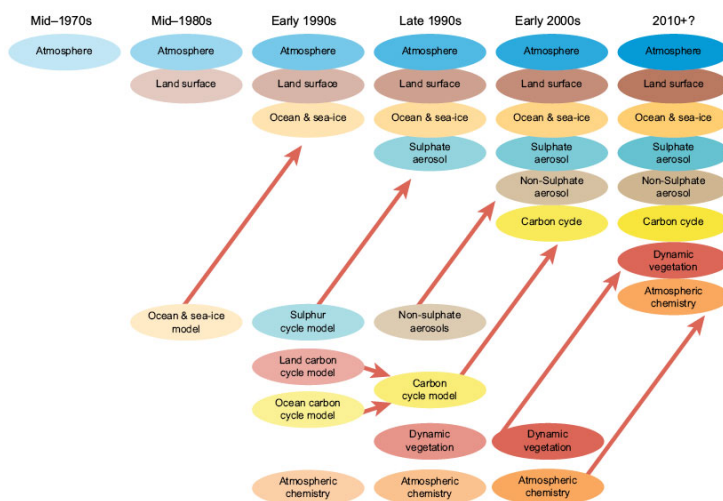 Mid–1970s
Mid–1980s
Early 1990s
Late 1990s
Early 2000s
2010+?
Atmosphere
Atmosphere
Atmosphere
Atmosphere
Atmosphere
Atmosphere
Land surface
Land surface
Land surface
Land surface
Land surface
Ocean & sea-ice
Ocean & sea-ice
Ocean & sea-ice
Ocean & sea-ice
Sulphate
aerosol
Sulphate
aerosol
Sulphate
aerosol
Non-Sulphate
aerosol
Non-Sulphate
aerosol
Carbon cycle
Carbon cycle
Dynamic
vegetation
Atmospheric
chemistry
Ocean & sea-ice
model
Sulphur
cycle model
Non-sulphate
aerosols
Land carbon
cycle model
Carbon
cycle model
Ocean carbon
cycle model
Dynamic
vegetation
Dynamic
vegetation
Atmospheric
chemistry
Atmospheric
chemistry
Atmospheric
chemistry